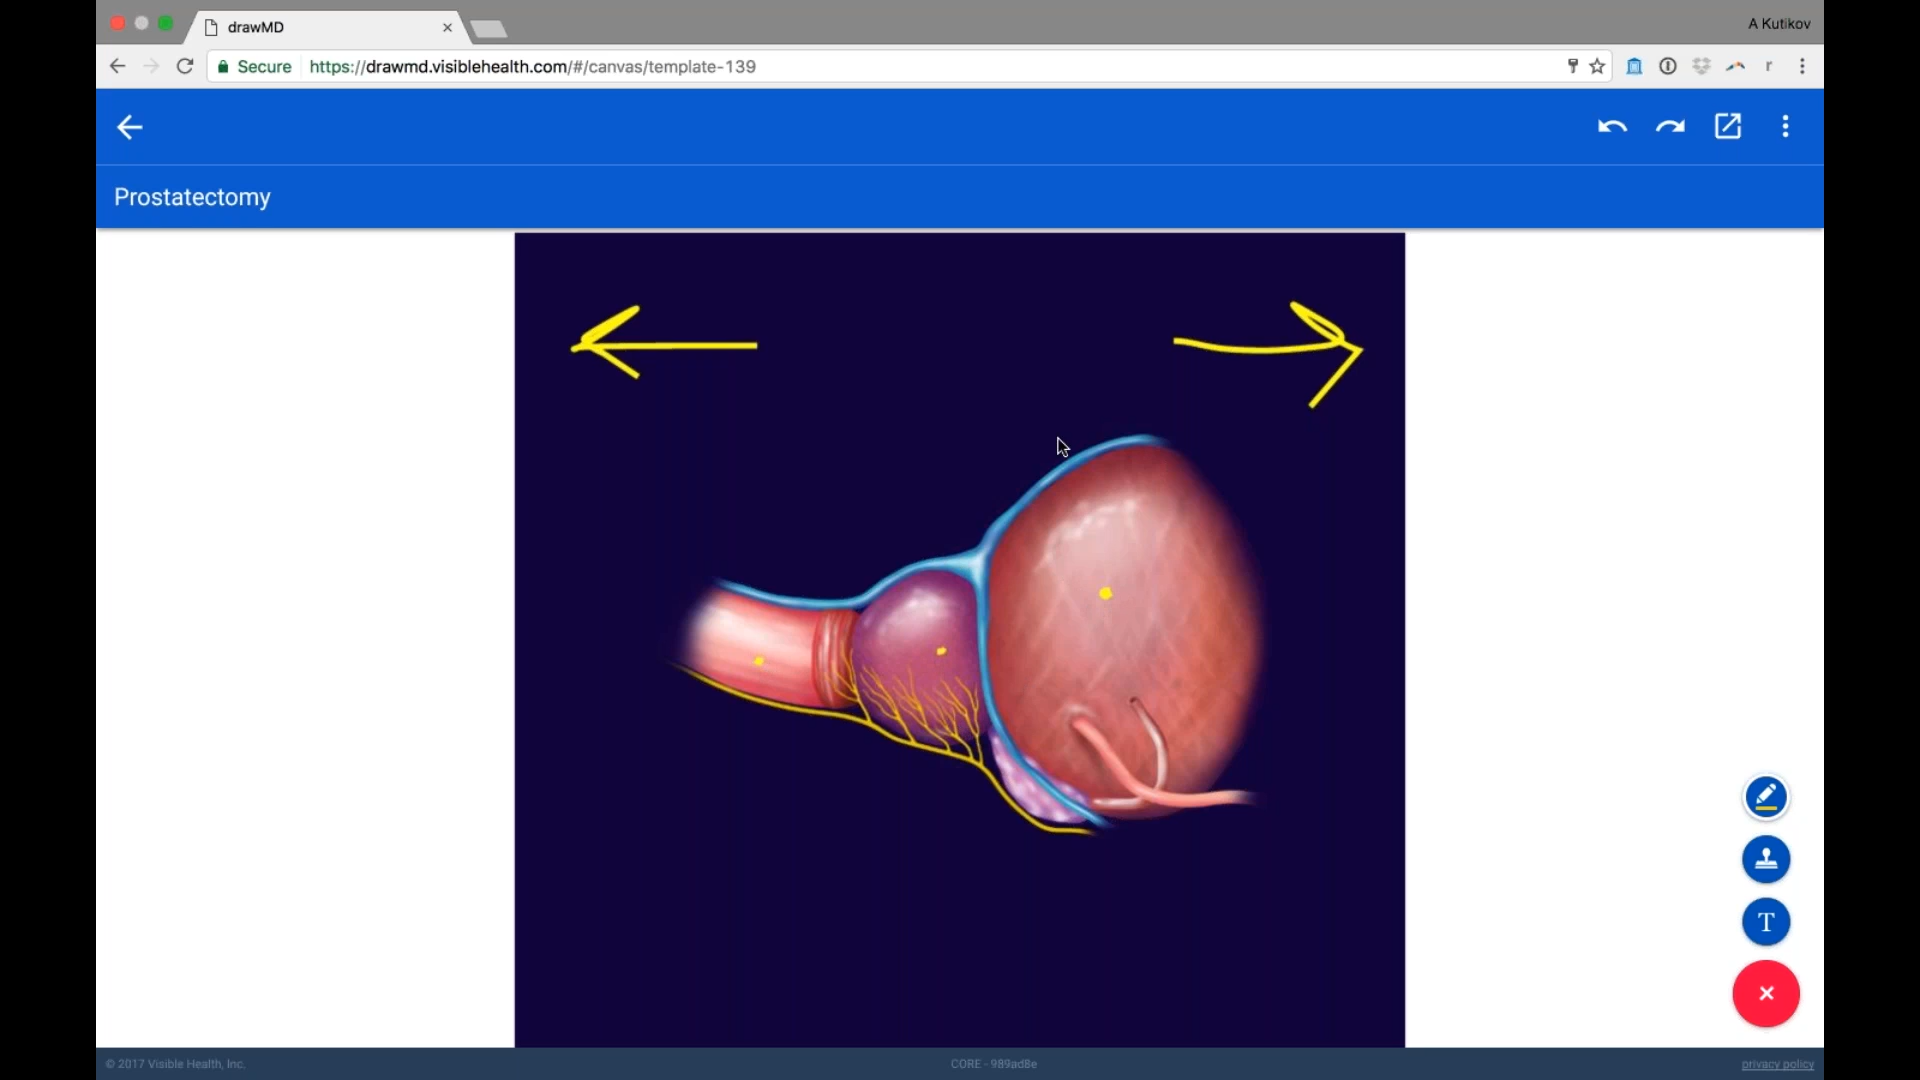 drawMD
A Kutikov
Secure
https://drawmd.visiblehealth.com/#/canvas/template-139
r
Prostatectomy
T
© 2017 Visible Health, Inc.
CORE - 989ad8e
privacy policy